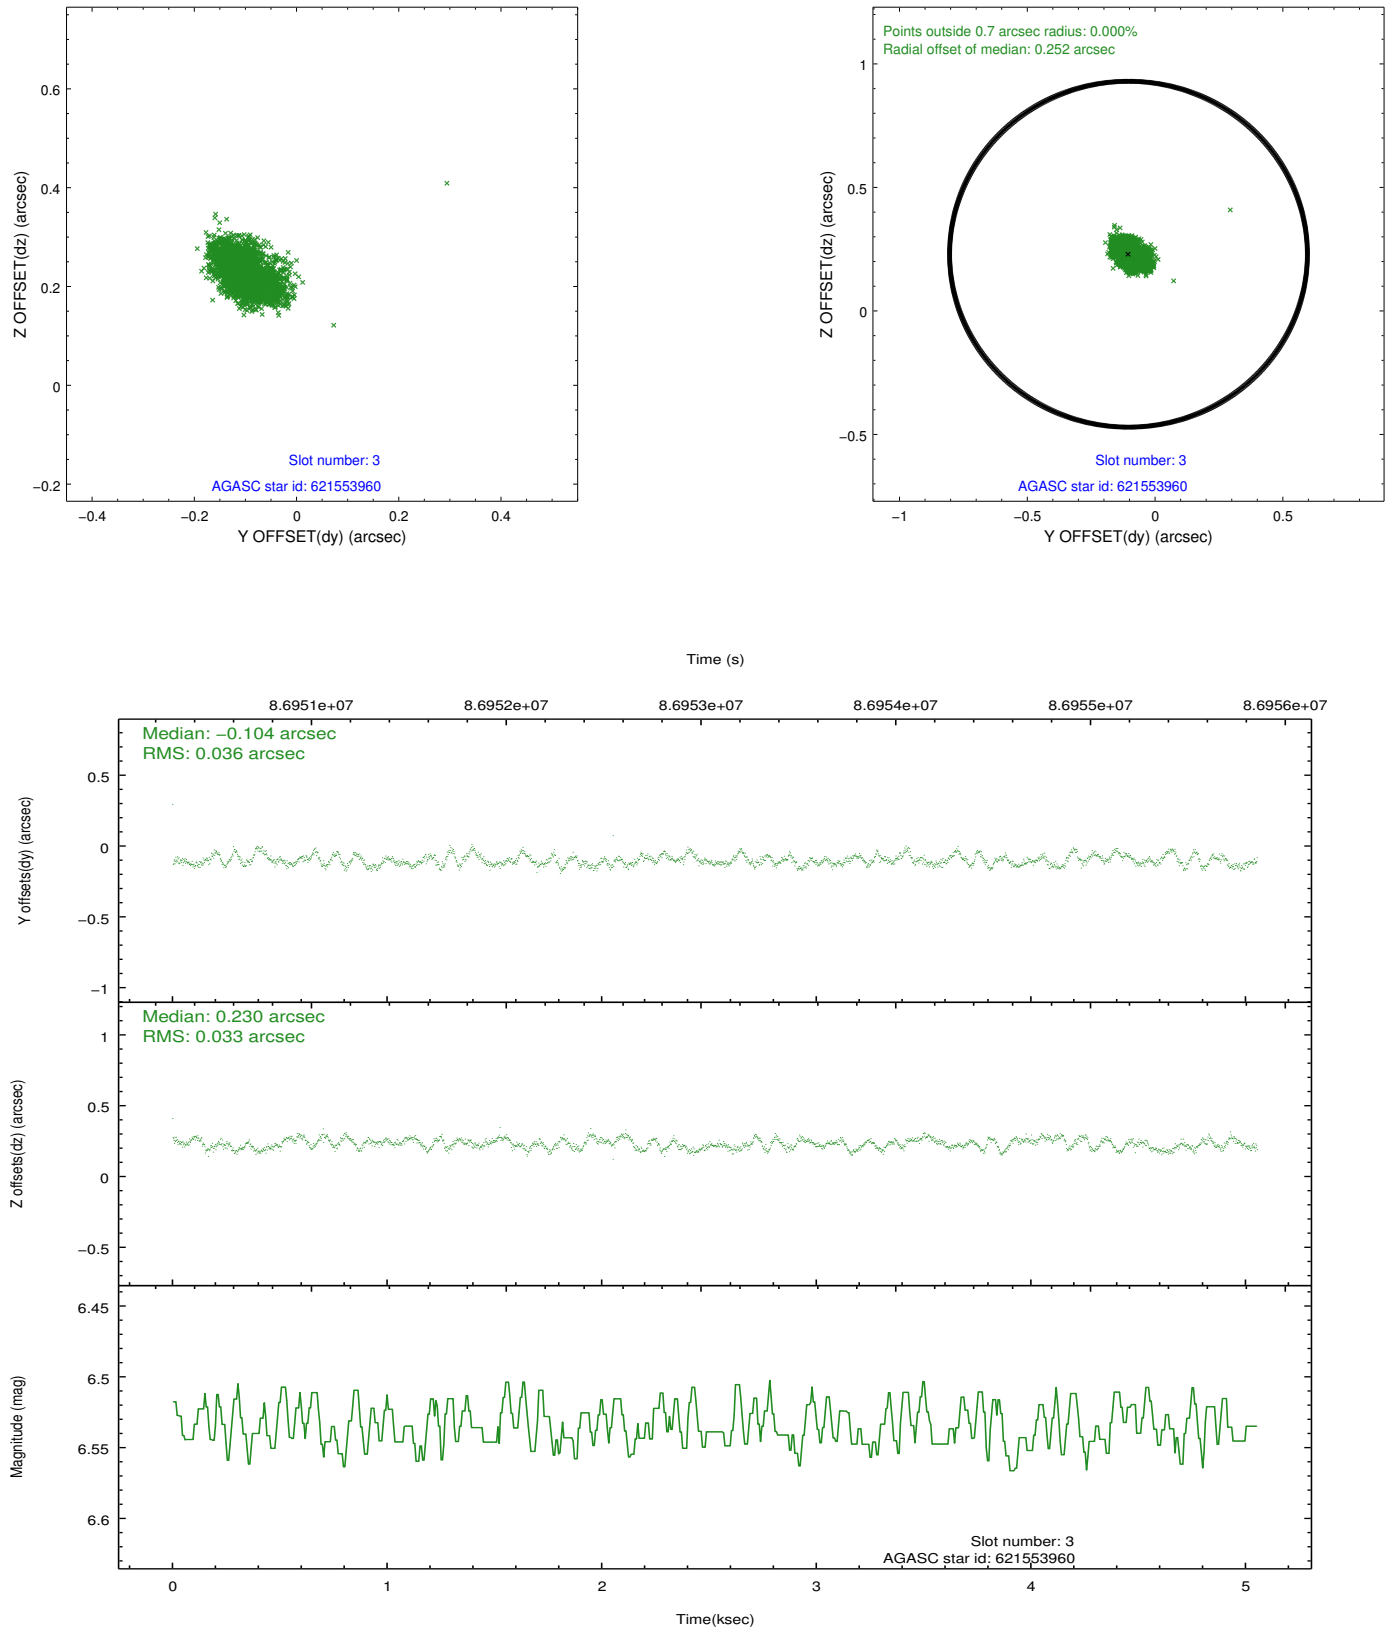 0.6
0.4
0.2
0
−0.2
Z OFFSET(dz) (arcsec)
Slot number: 3
AGASC star id: 621553960
−0.4
−0.2
0
0.2
0.4
Y OFFSET(dy) (arcsec)
Points outside 0.7 arcsec radius: 0.000%
Radial offset of median: 0.252 arcsec
1
0.5
0
−0.5
Z OFFSET(dz) (arcsec)
Slot number: 3
AGASC star id: 621553960
−1
−0.5
0
0.5
Y OFFSET(dy) (arcsec)
Time (s)
8.6951e+07
8.6952e+07
8.6953e+07
8.6954e+07
8.6955e+07
8.6956e+07
Median: −0.104 arcsec
RMS: 0.036 arcsec
0.5
0
−0.5
−1
Y offsets(dy) (arcsec)
Median: 0.230 arcsec
RMS: 0.033 arcsec
1
0.5
0
−0.5
Z offsets(dz) (arcsec)
6.45
6.5
6.55
6.6
Magnitude (mag)
Slot number: 3
AGASC star id: 621553960
0
1
2
3
4
5
Time(ksec)